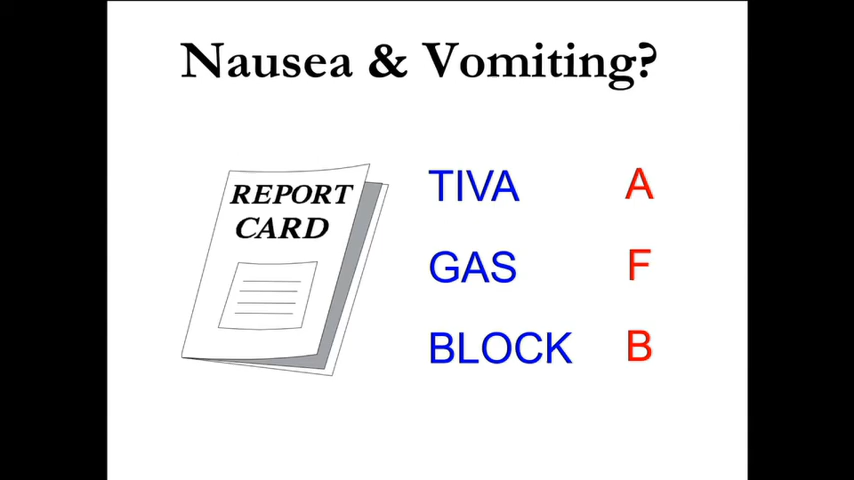 Nausea & Vomiting?
REPORT
CARD
TIVA A
GAS F
BLOCK B